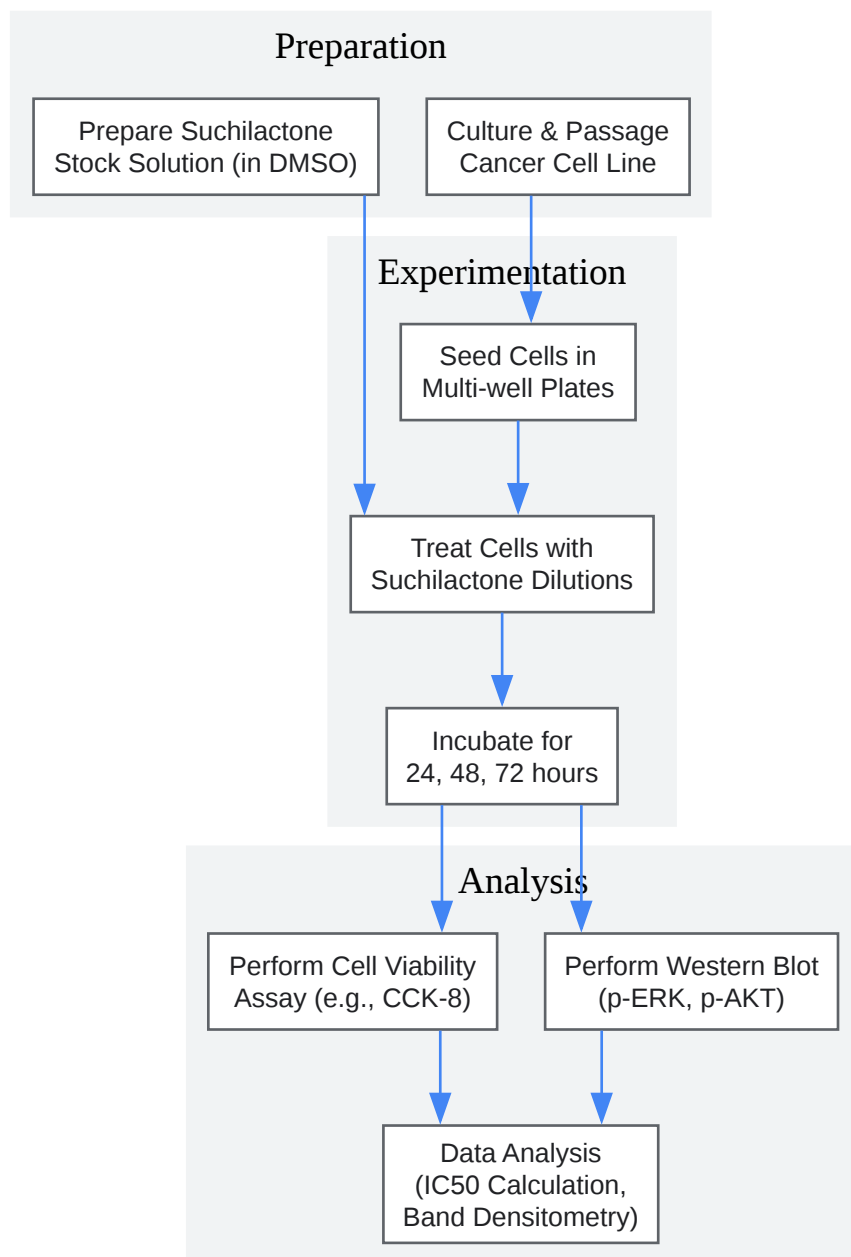 Preparation
Prepare Suchilactone
Stock Solution (in DMSO)
Culture & Passage
Cancer Cell Line
Experimentation
Seed Cells in
Multi-well Plates
Treat Cells with
Suchilactone Dilutions
Incubate for
24, 48, 72 hours
Analysis
Perform Cell Viability
Assay (e.g., CCK-8)
Perform Western Blot
(p-ERK, p-AKT)
Data Analysis
(IC50 Calculation,
Band Densitometry)